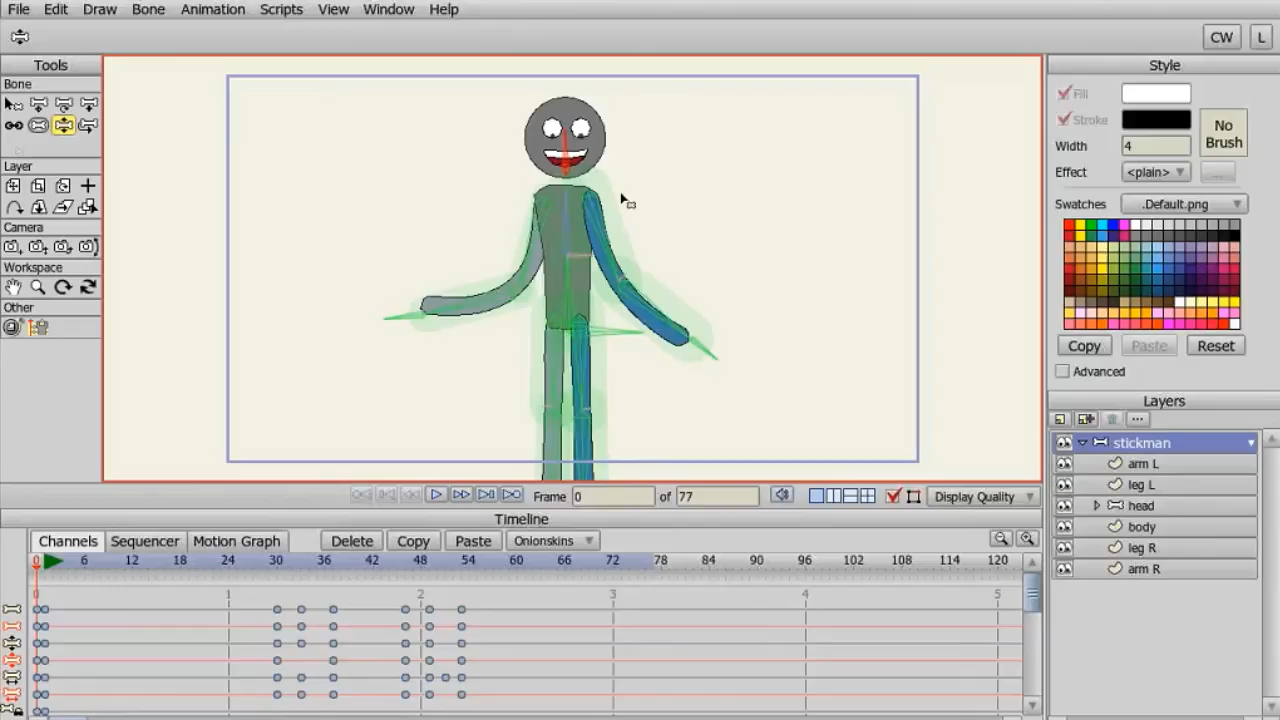 File Edit Draw Bone Animation Scripts View Window Help
CW L
Tools
Bone
Layer
Camera
Workspace
Other
Style
Fill
Stroke
No Brush
Width 4
Effect <plain> ...
Swatches .Default.png
Copy Paste Reset
Advanced
Layers
...
stickman
arm L
leg L
head
body
leg R
arm R
Frame 0 of 77 Display Quality
Timeline
Channels Sequencer Motion Graph Delete Copy Paste Onionskins
0 6 12 18 24 30 36 42 48 54 60 66 72 78 84 90 96 102 108 114 120
0 1 2 3 4 5